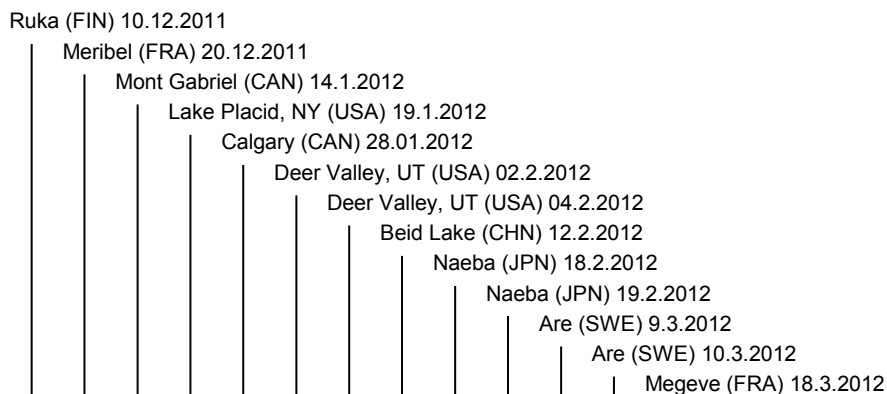 Ruka (FIN) 10.12.2011
Meribel (FRA) 20.12.2011
Mont Gabriel (CAN) 14.1.2012
Lake Placid, NY (USA) 19.1.2012
Calgary (CAN) 28.01.2012
Deer Valley, UT (USA) 02.2.2012
Deer Valley, UT (USA) 04.2.2012
Beid Lake (CHN) 12.2.2012
Naeba (JPN) 18.2.2012
Naeba (JPN) 19.2.2012
Are (SWE) 9.3.2012
Are (SWE) 10.3.2012
Megeve (FRA) 18.3.2012